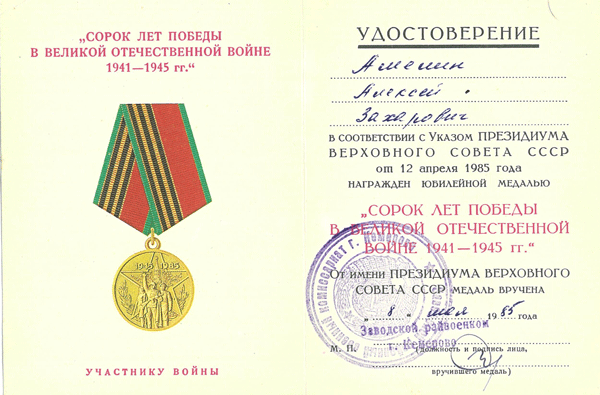 „СОРОК ЛЕТ ПОБЕДЫ
В ВЕЛИКОЙ ОТЕЧЕСТВЕННОЙ ВОЙНЕ
1941—1945 гг.“
1945 1985
УЧАСТНИКУ ВОЙНЫ
УДОСТОВЕРЕНИЕ
Амелин
Алексей
Захарович
В СООТВЕТСТВИИ С УКАЗОМ ПРЕЗИДИУМА
ВЕРХОВНОГО СОВЕТА СССР
от 12 апреля 1985 года
НАГРАЖДЕН ЮБИЛЕЙНОЙ МЕДАЛЬЮ
„СОРОК ЛЕТ ПОБЕДЫ
В ВЕЛИКОЙ ОТЕЧЕСТВЕННОЙ
ВОЙНЕ 1941—1945 гг.“
От имени ПРЕЗИДИУМА ВЕРХОВНОГО
СОВЕТА СССР МЕДАЛЬ ВРУЧЕНА
„8“ мая 1985 года
Заводской райвоенком
г. Кемерово
М. П. (должность и подпись лица,
вручившего медаль)
комиссариат г. Кемерово